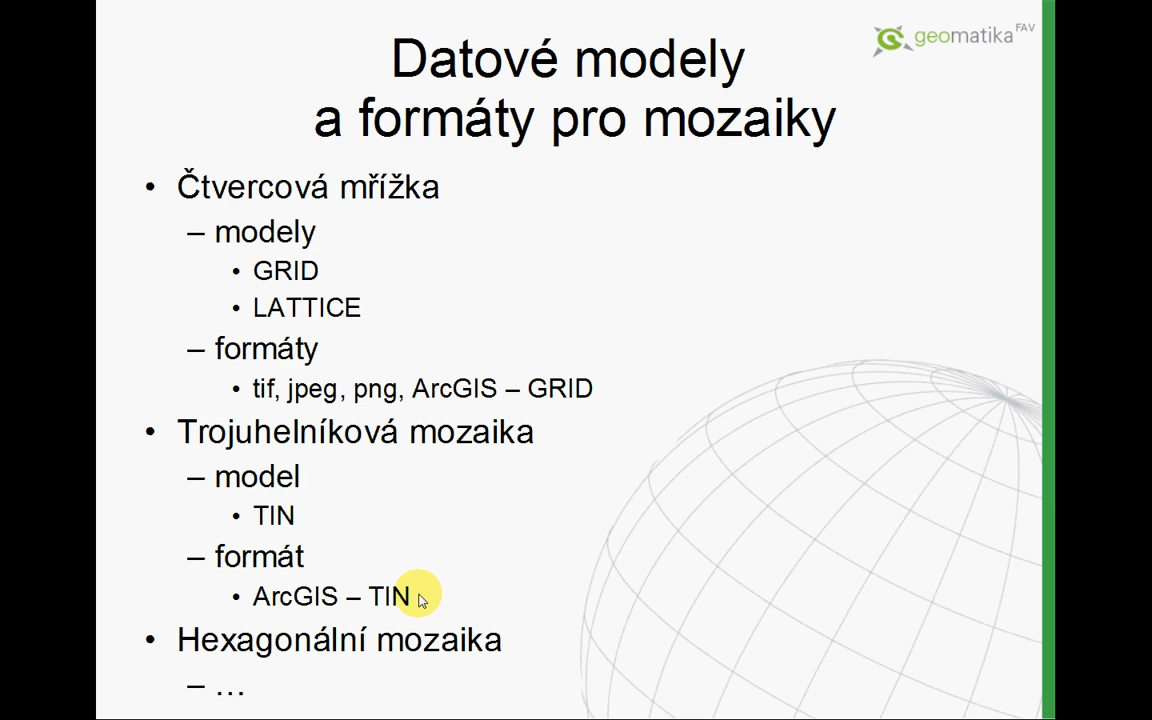 geomatika FAV
Datové modely
a formáty pro mozaiky
• Čtvercová mřížka
– modely
• GRID
• LATTICE
– formáty
• tif, jpeg, png, ArcGIS – GRID
• Trojuhelníková mozaika
– model
• TIN
– formát
• ArcGIS – TIN
• Hexagonální mozaika
– …